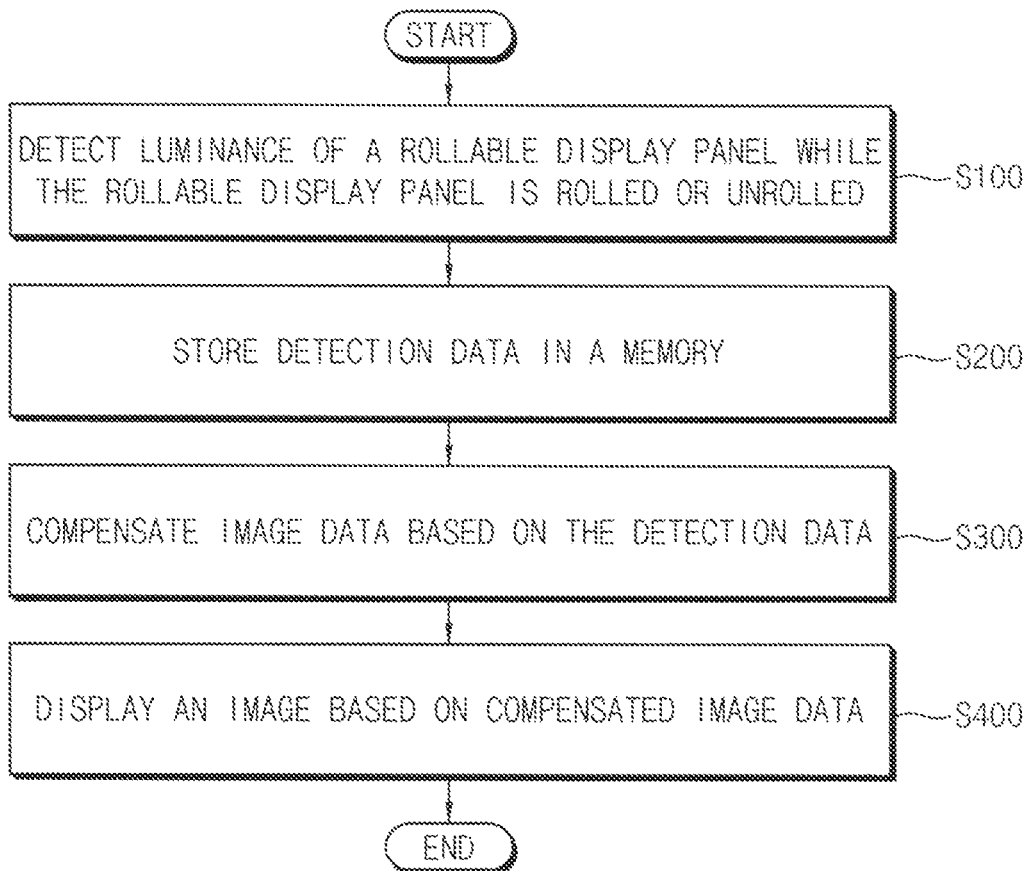 START
DETECT LUMINANCE OF A ROLLABLE DISPLAY PANEL WHILE
THE ROLLABLE DISPLAY PANEL IS ROLLED OR UNROLLED
S100
STORE DETECTION DATA IN A MEMORY
S200
COMPENSATE IMAGE DATA BASED ON THE DETECTION DATA
S300
DISPLAY AN IMAGE BASED ON COMPENSATED IMAGE DATA
S400
END